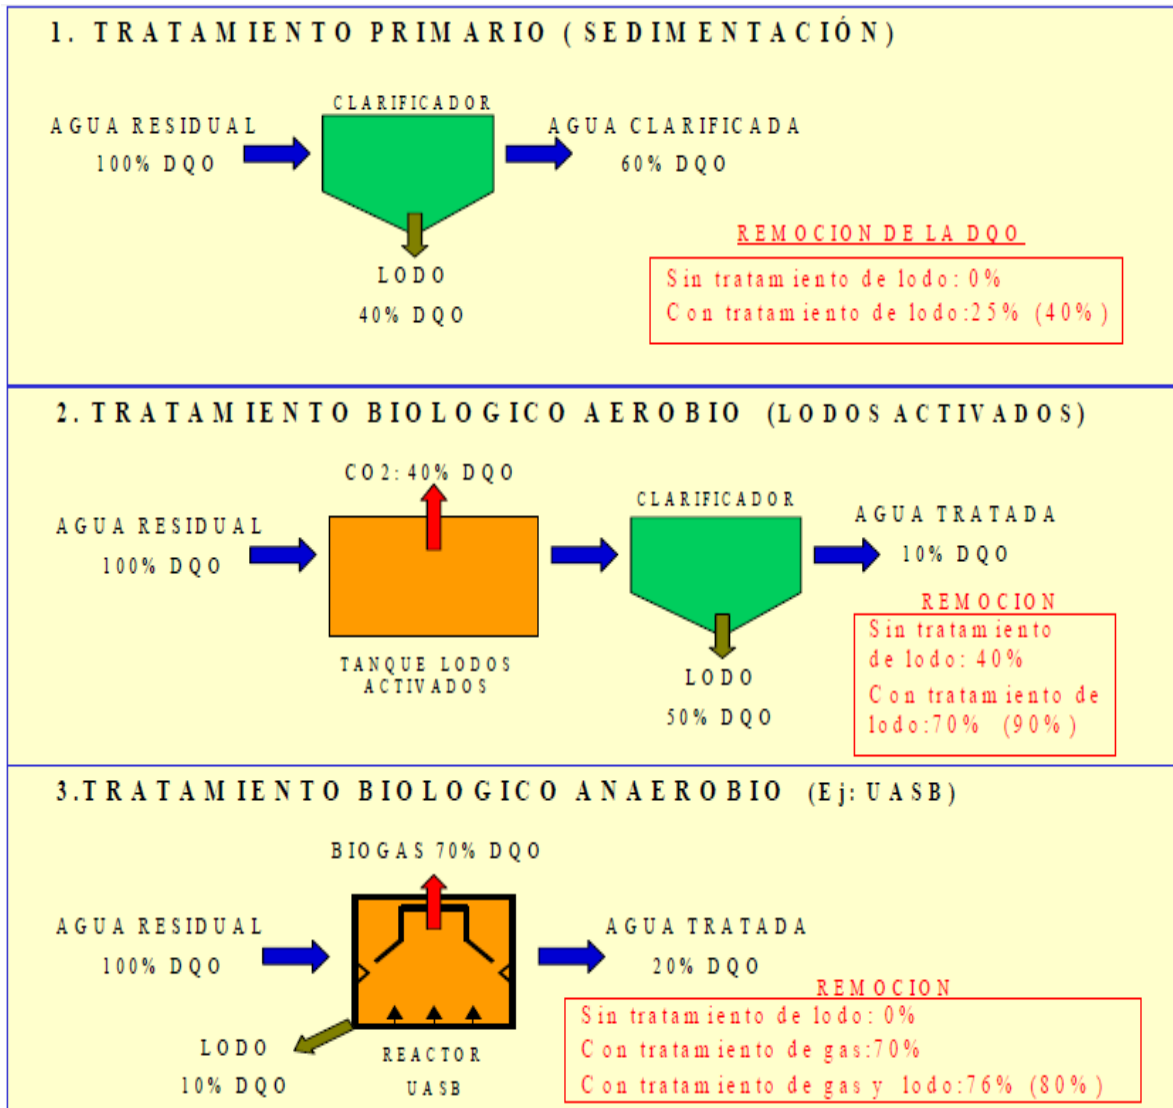 1. TRATAMIENTO PRIMARIO (SEDIMENTACIÓN)
CLARIFICADOR
AGUA RESIDUAL
100% DQO
AGUA CLARIFICADA
60% DQO
LODO
40% DQO
REMOCION DE LA DQO
Sin tratamiento de lodo: 0%
Con tratamiento de lodo:25% (40%)
2. TRATAMIENTO BIOLOGICO AEROBIO (LODOS ACTIVADOS)
CO2: 40% DQO
AGUA RESIDUAL
100% DQO
TANQUE LODOS
ACTIVADOS
CLARIFICADOR
LODO
50% DQO
AGUA TRATADA
10% DQO
REMOCION
Sin tratamiento
de lodo: 40%
Con tratamiento de
lodo:70% (90%)
3.TRATAMIENTO BIOLOGICO ANAEROBIO (Ej: UASB)
BIOGAS 70% DQO
AGUA RESIDUAL
100% DQO
LODO
10% DQO
REACTOR
UASB
AGUA TRATADA
20% DQO
REMOCION
Sin tratamiento de lodo: 0%
Con tratamiento de gas:70%
Con tratamiento de gas y lodo:76% (80%)